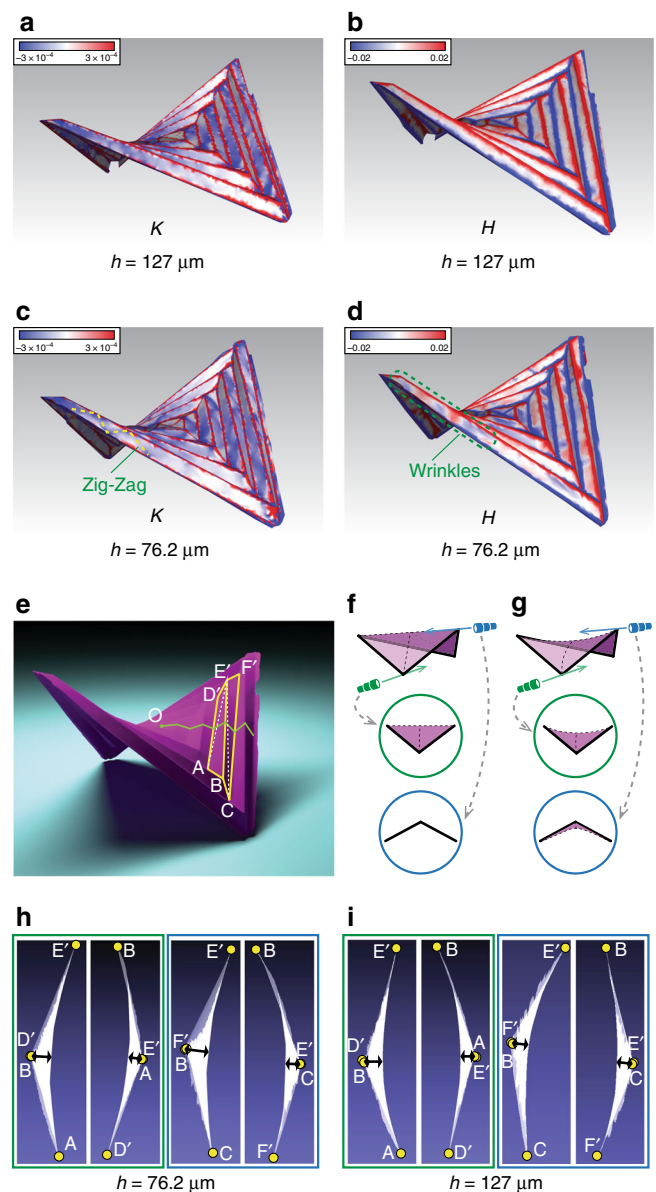 a
−3 × 10⁻⁴ 3 × 10⁻⁴
K
h = 127 μm
b
−0.02 0.02
H
h = 127 μm
c
−3 × 10⁻⁴ 3 × 10⁻⁴
Zig-Zag
K
h = 76.2 μm
d
−0.02 0.02
Wrinkles
H
h = 76.2 μm
e
E′ F′
D′
O
A
B
C
f
g
h
E′ B
D′ B A
E′ A D′
E′ B
F′ B C
E′ C F′
h = 76.2 μm
i
E′ B
D′ B A
A E′ D′
E′ B
F′ B C
E′ C F′
h = 127 μm